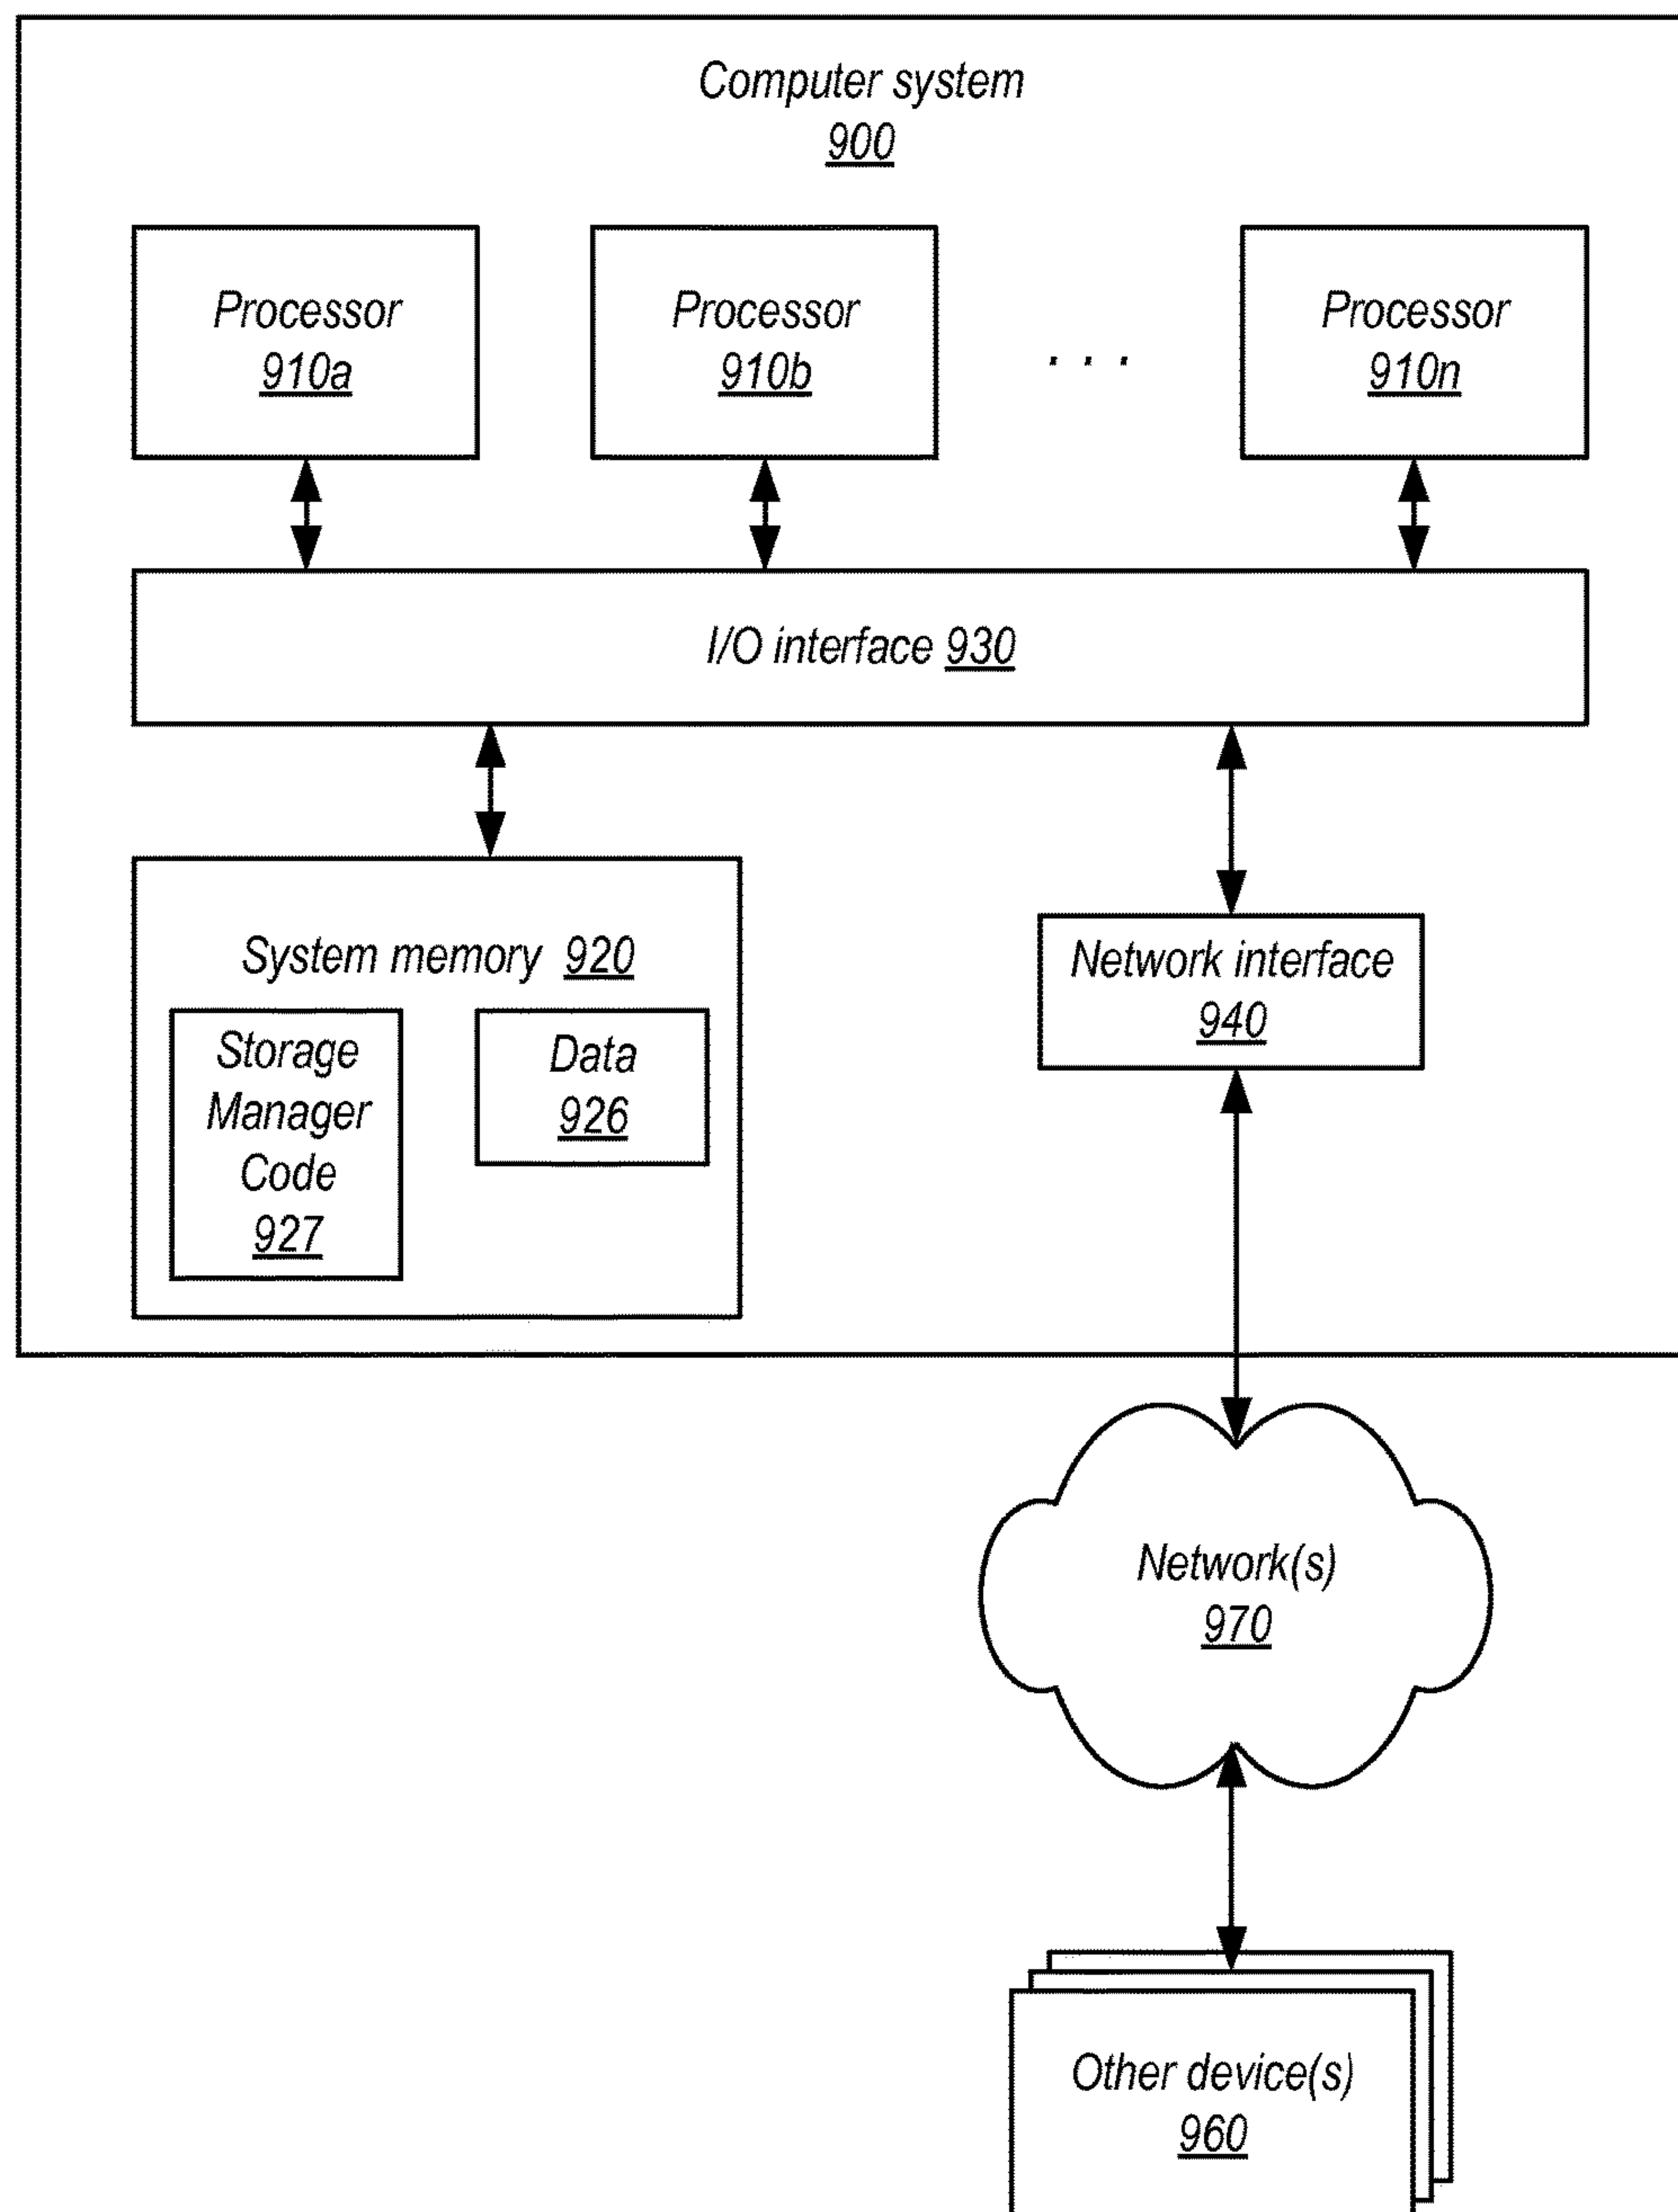 Computer system
900
Processor
910a
Processor
910b
. . .
Processor
910n
I/O interface 930
System memory 920
Storage
Manager
Code
927
Data
926
Network interface
940
Network(s)
970
Other device(s)
960